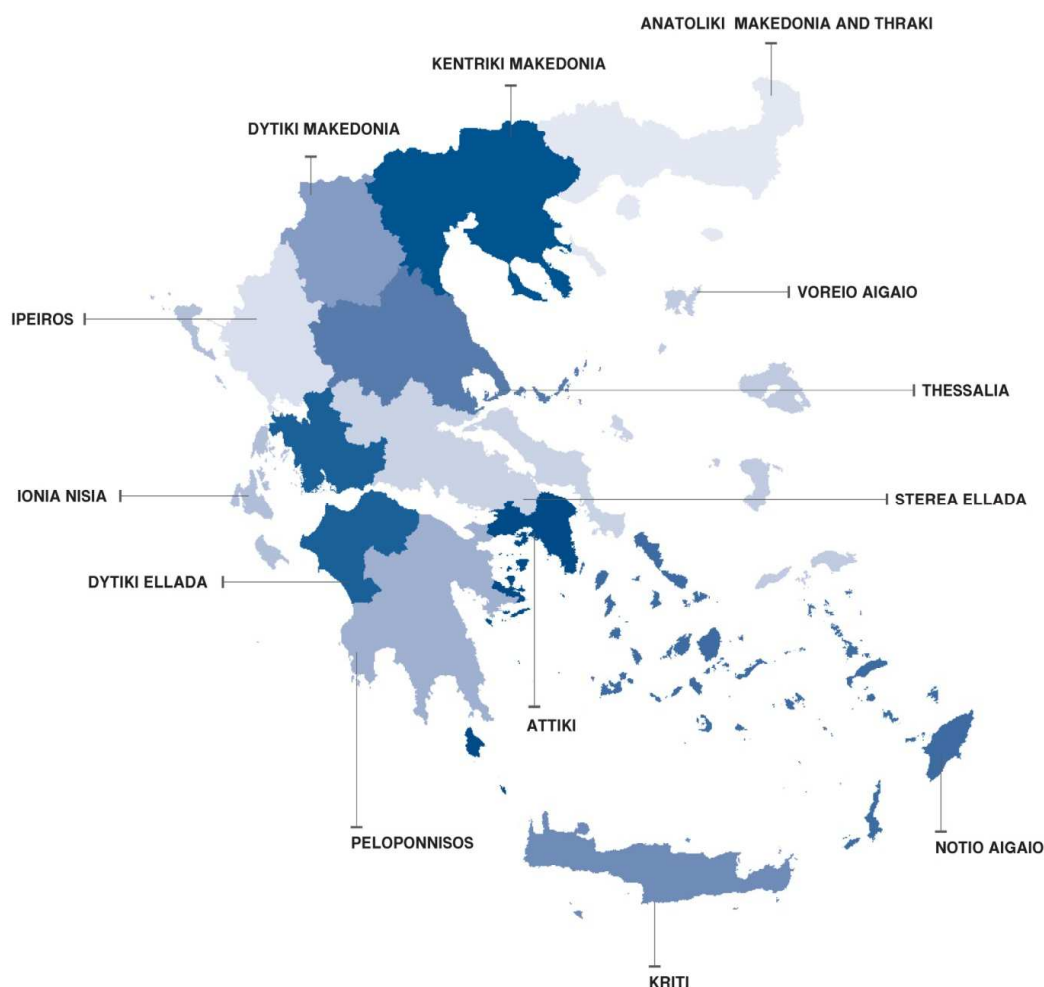 ANATOLIKI MAKEDONIA AND THRAKI
KENTRIKI MAKEDONIA
DYTIKI MAKEDONIA
VOREIO AIGAIO
IPEIROS
THESSALIA
IONIA NISIA
STEREA ELLADA
DYTIKI ELLADA
ATTIKI
PELOPONNISOS
NOTIO AIGAIO
KRITI